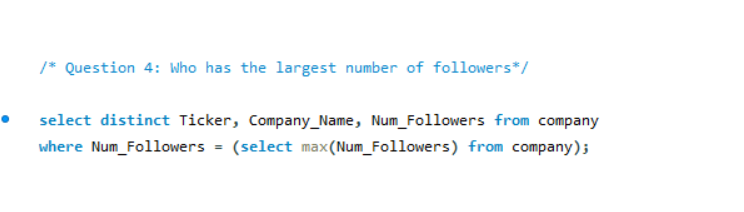 /* Question 4: Who has the largest number of followers*/
select distinct Ticker, Company_Name, Num_Followers from company
where Num_Followers = (select max(Num_Followers) from company);